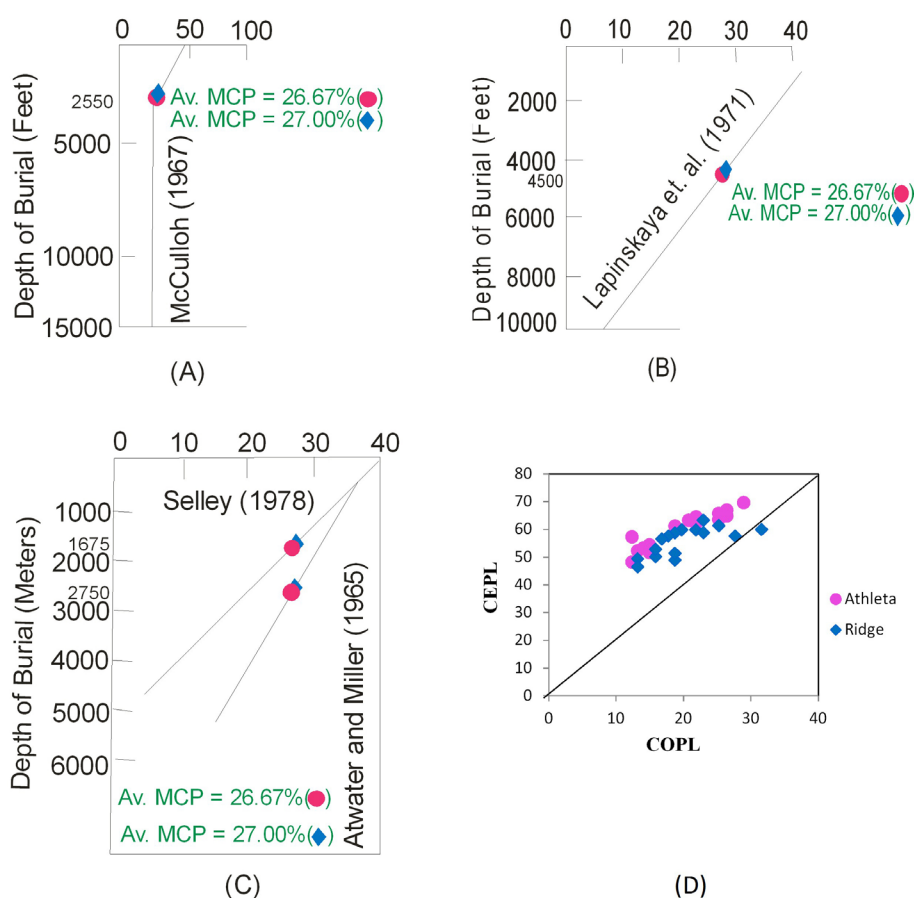 0 50 100
2550
5000
10000
15000
Depth of Burial (Feet)
McCulloh (1967)
Av. MCP = 26.67%( )
Av. MCP = 27.00%( )
(A)
0 10 20 30 40
2000
4000
4500
6000
8000
10000
Depth of Burial (Feet)
Lapinskaya et. al. (1971)
Av. MCP = 26.67%( )
Av. MCP = 27.00%( )
(B)
0 10 20 30 40
Selley (1978)
1000
1675
2000
2750
3000
4000
5000
6000
Depth of Burial (Meters)
Atwater and Miller (1965)
Av. MCP = 26.67%( )
Av. MCP = 27.00%( )
(C)
80
70
60
50
40
30
20
10
0
CEPL
0 10 20 30 40
COPL
Athleta
Ridge
(D)